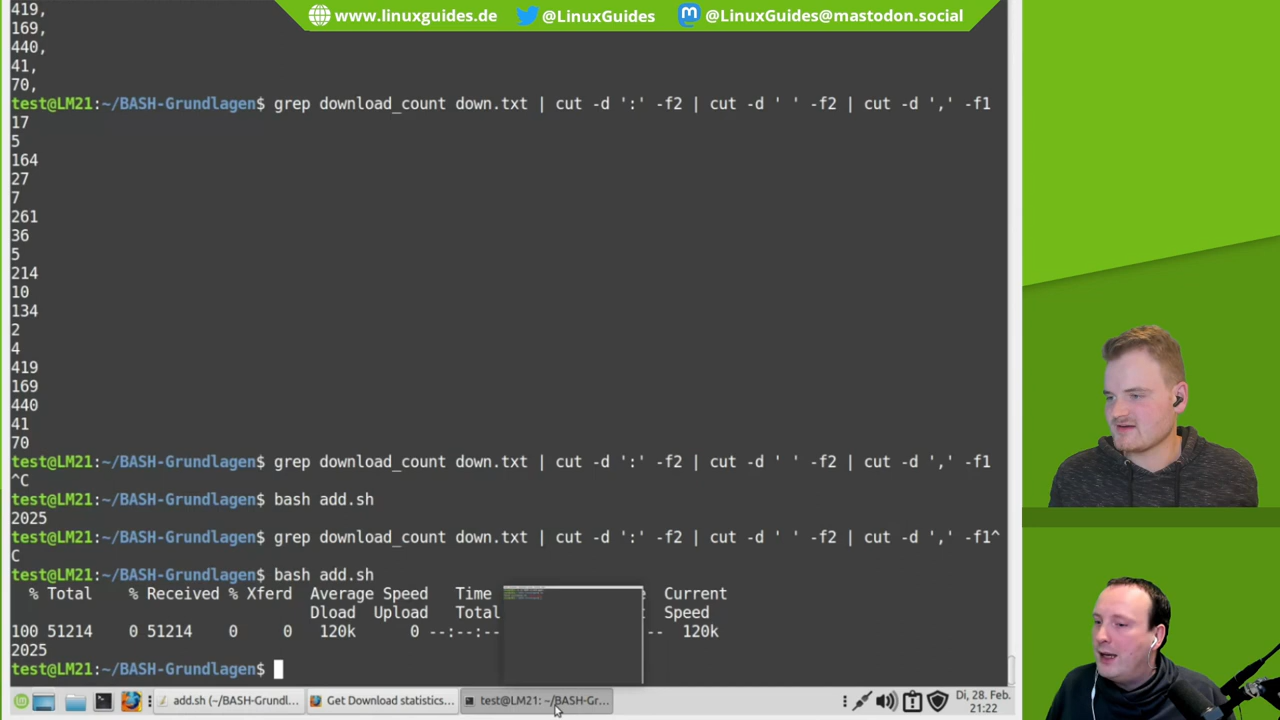 419,
www.linuxguides.de @LinuxGuides @LinuxGuides@mastodon.social
169,
440,
41,
70,
test@LM21:~/BASH-Grundlagen$ grep download_count down.txt | cut -d ':' -f2 | cut -d ' ' -f2 | cut -d ',' -f1
17
5
164
27
7
261
36
5
214
10
134
2
4
419
169
440
41
70
test@LM21:~/BASH-Grundlagen$ grep download_count down.txt | cut -d ':' -f2 | cut -d ' ' -f2 | cut -d ',' -f1
^C
test@LM21:~/BASH-Grundlagen$ bash add.sh
2025
test@LM21:~/BASH-Grundlagen$ grep download_count down.txt | cut -d ':' -f2 | cut -d ' ' -f2 | cut -d ',' -f1^
C
test@LM21:~/BASH-Grundlagen$ bash add.sh
% Total % Received % Xferd Average Speed Time Current
Dload Upload Total Speed
100 51214 0 51214 0 0 120k 0 --:--:-- -- 120k
2025
test@LM21:~/BASH-Grundlagen$
add.sh (~/BASH-Grundl... Get Download statistics... test@LM21: ~/BASH-Gr... Di, 28. Feb.
21:22